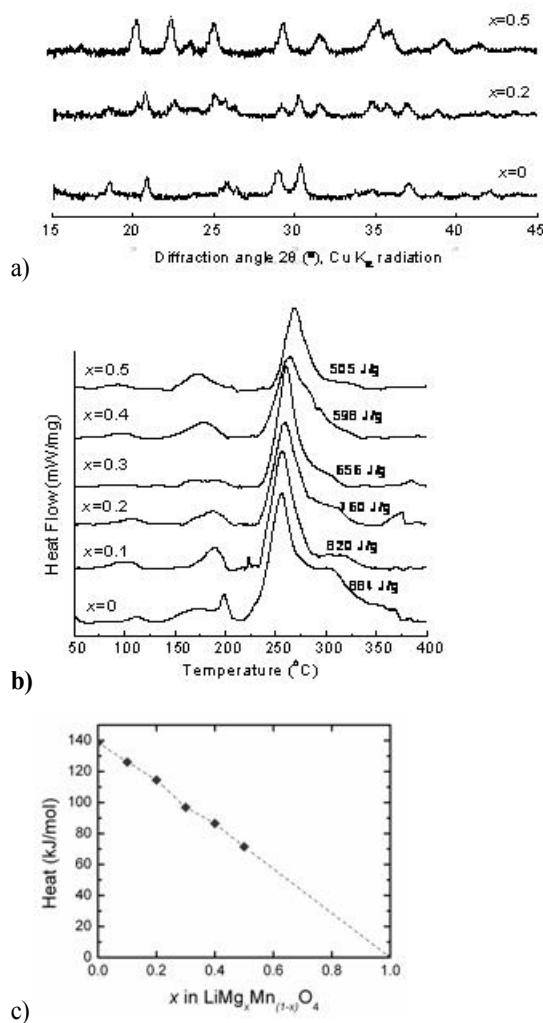 x=0.5
x=0.2
x=0
15 20 25 30 35 40 45
Diffraction angle 2θ (°), Cu Kα radiation
a)
Heat Flow (mW/mg)
x=0.5 505 J/g
x=0.4 598 J/g
x=0.3 656 J/g
x=0.2 760 J/g
x=0.1 820 J/g
x=0 884 J/g
50 100 150 200 250 300 350 400
Temperature (°C)
b)
Heat (kJ/mol)
140
120
100
80
60
40
20
0
0.0 0.2 0.4 0.6 0.8 1.0
x in LiMgxMn(1-x)O4
c)